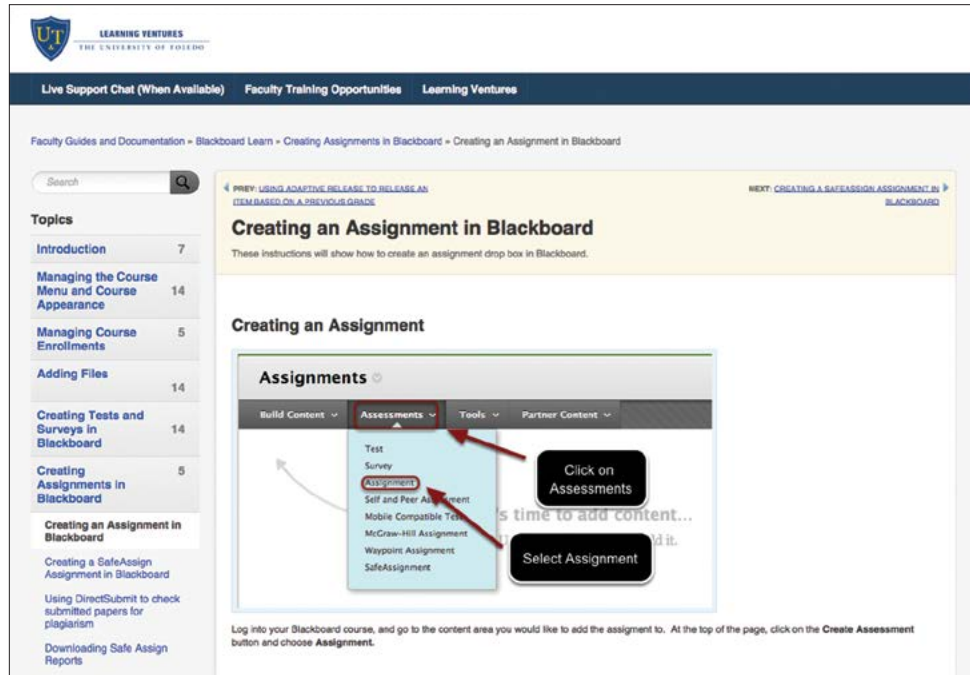 UT
&
LEARNING VENTURES
THE UNIVERSITY OF TOLEDO
Live Support Chat (When Available) Faculty Training Opportunities Learning Ventures
Faculty Guides and Documentation » Blackboard Learn » Creating Assignments in Blackboard » Creating an Assignment in Blackboard
Search
Topics
Introduction 7
Managing the Course
Menu and Course 14
Appearance
Managing Course 5
Enrollments
Adding Files
14
Creating Tests and
Surveys in 14
Blackboard
Creating 5
Assignments in
Blackboard
Creating an Assignment in
Blackboard
Creating a SafeAssign
Assignment in Blackboard
Using DirectSubmit to check
submitted papers for
plagiarism
Downloading Safe Assign
Reports
PREV: USING ADAPTIVE RELEASE TO RELEASE AN
ITEM BASED ON A PREVIOUS GRADE
NEXT: CREATING A SAFEASSIGN ASSIGNMENT IN
BLACKBOARD
Creating an Assignment in Blackboard
These instructions will show how to create an assignment drop box in Blackboard.
Creating an Assignment
Assignments
Build Content Assessments Tools Partner Content
Test
Survey
Assignment
Self and Peer Assessment
Mobile Compatible Test
McGraw-Hill Assignment
Waypoint Assignment
SafeAssignment
Click on
Assessments
's time to add content...
Select Assignment
d it.
Log into your Blackboard course, and go to the content area you would like to add the assigment to. At the top of the page, click on the Create Assessment
button and choose Assignment.